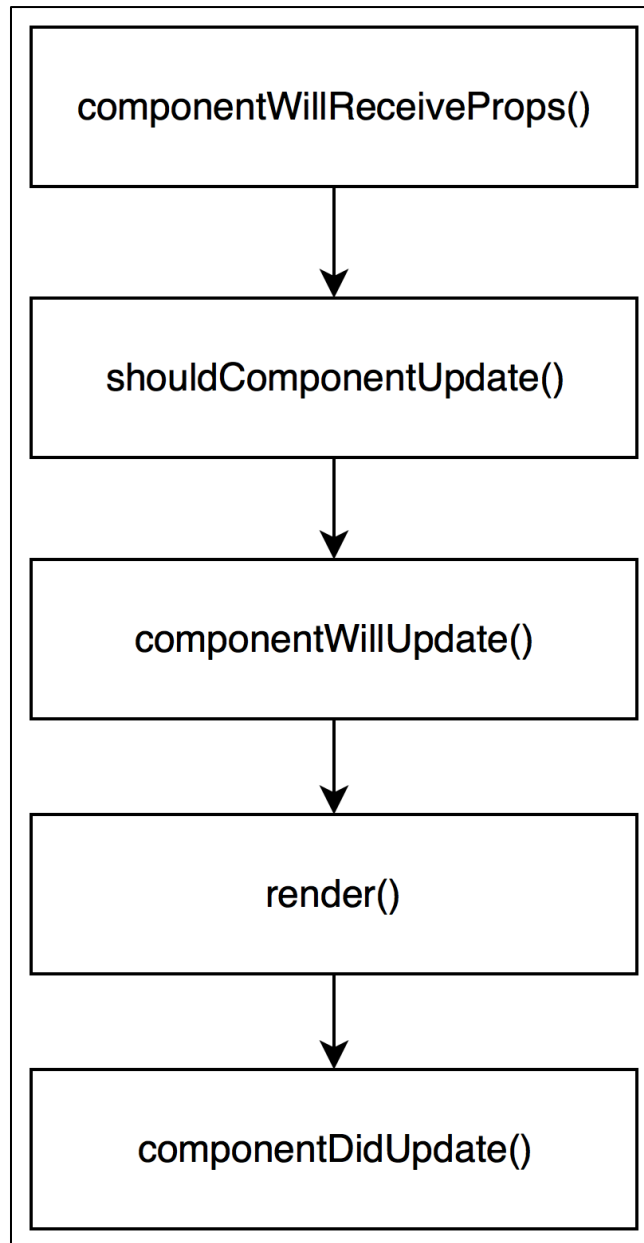 componentWillReceiveProps()
shouldComponentUpdate()
componentWillUpdate()
render()
componentDidUpdate()